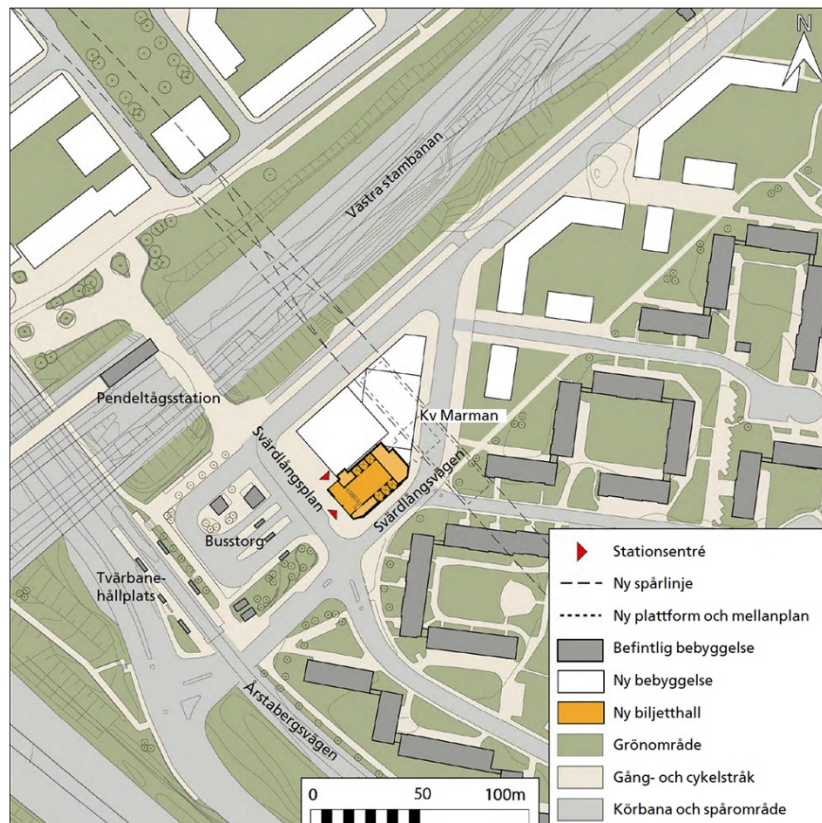 N
Västra stambanan
Pendeltågsstation
Kv Marman
Svärdlångsplan
Svärdlångsvägen
Busstorg
Tvärbane-
hållplats
Årstabergsvägen
Stationsentré
Ny spårlinje
Ny plattform och mellanplan
Befintlig bebyggelse
Ny bebyggelse
Ny biljetthall
Grönområde
Gång- och cykelstråk
Körbana och spårområde
0 50 100m